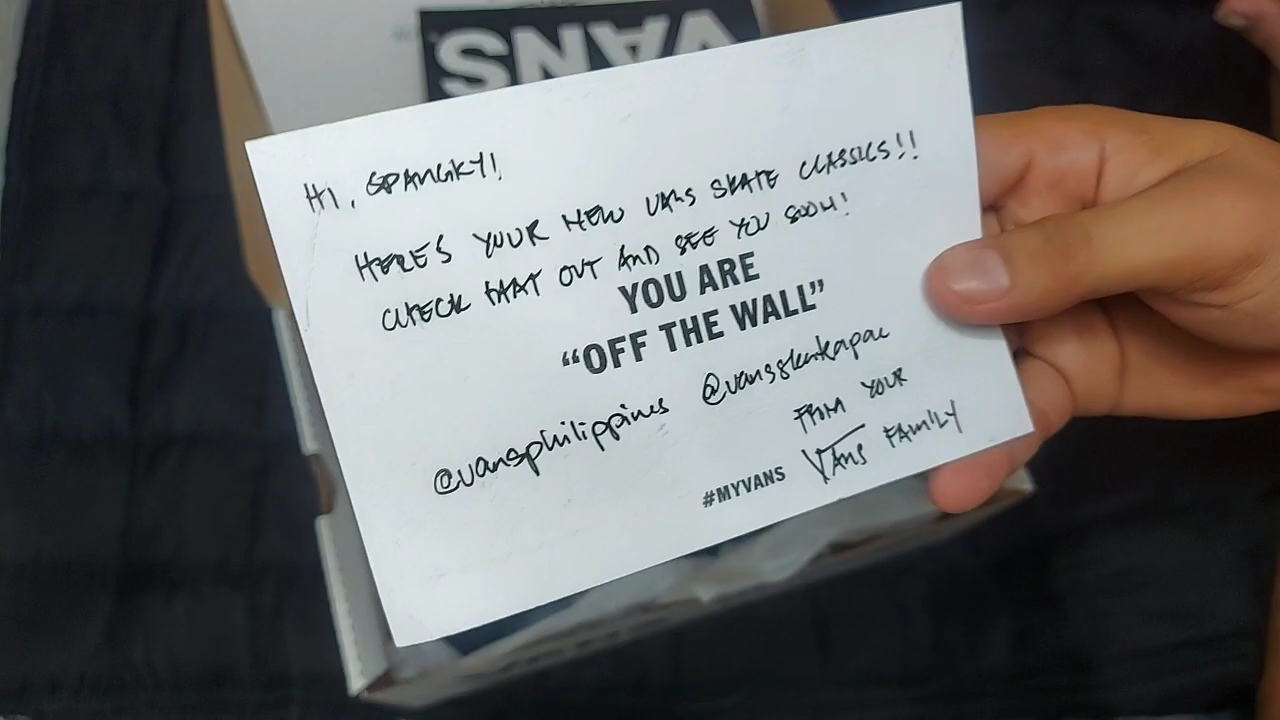 VANS
HI, SPANGKY!
HERE'S YOUR NEW VANS SKATE CLASSICS!!
CHECK THAT OUT AND SEE YOU SOON!
YOU ARE
“OFF THE WALL”
@vansphilippines @vansskatapac
FROM YOUR
#MYVANS VANS FAMILY